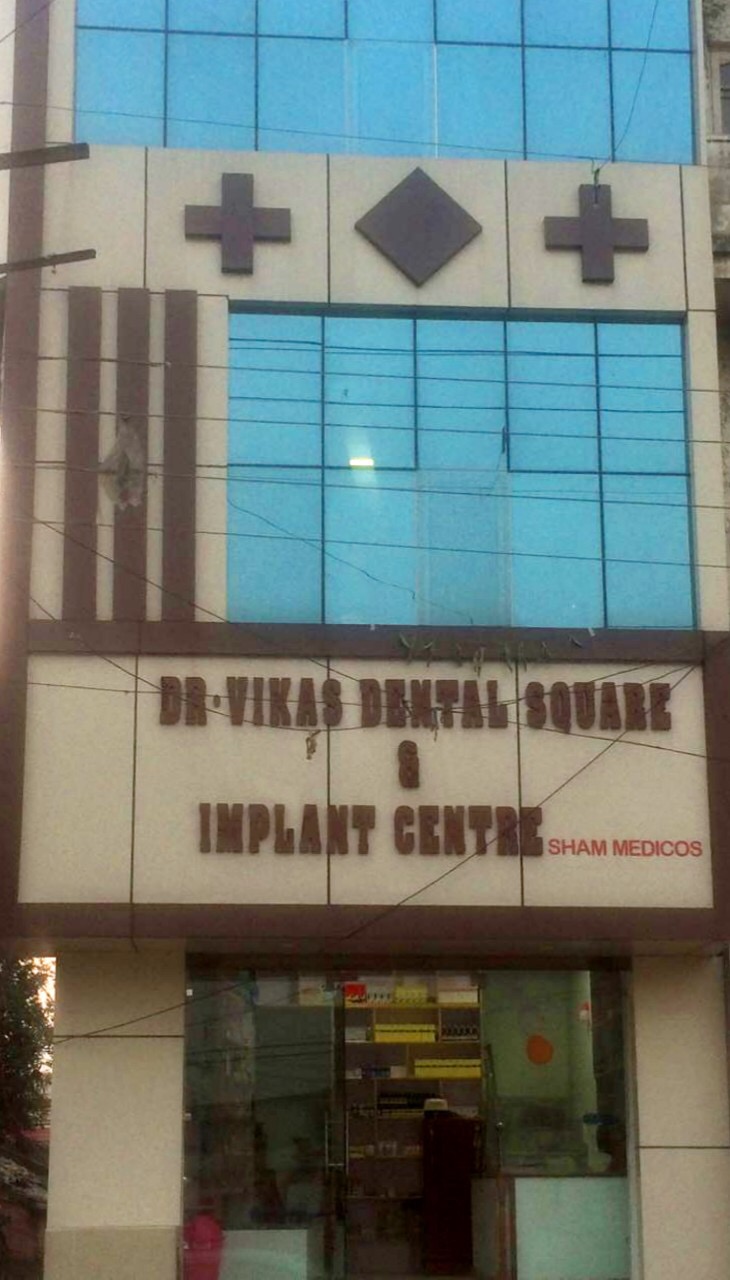 DR·VIKAS DENTAL SQUARE
&
IMPLANT CENTRE
SHAM MEDICOS